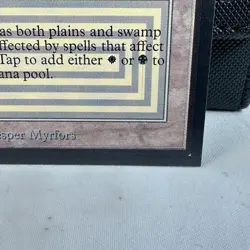 as both plains and swamp
ffected by spells that affect
Tap to add either or to
ana pool.
esper Myrfors